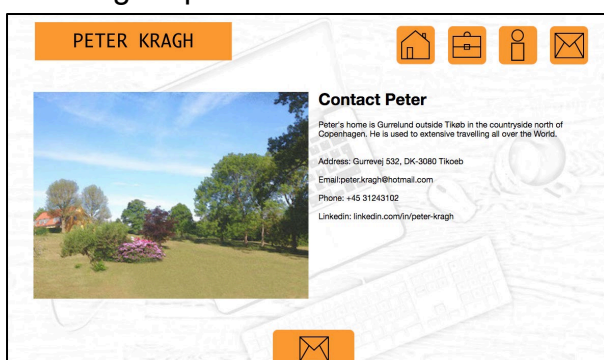 PETER KRAGH
Contact Peter
Peter's home is Gurrelund outside Tikøb in the countryside north of
Copenhagen. He is used to extensive travelling all over the World.
Address: Gurrevej 532, DK-3080 Tikoeb
Email:peter.kragh@hotmail.com
Phone: +45 31243102
Linkedin: linkedin.com/in/peter-kragh